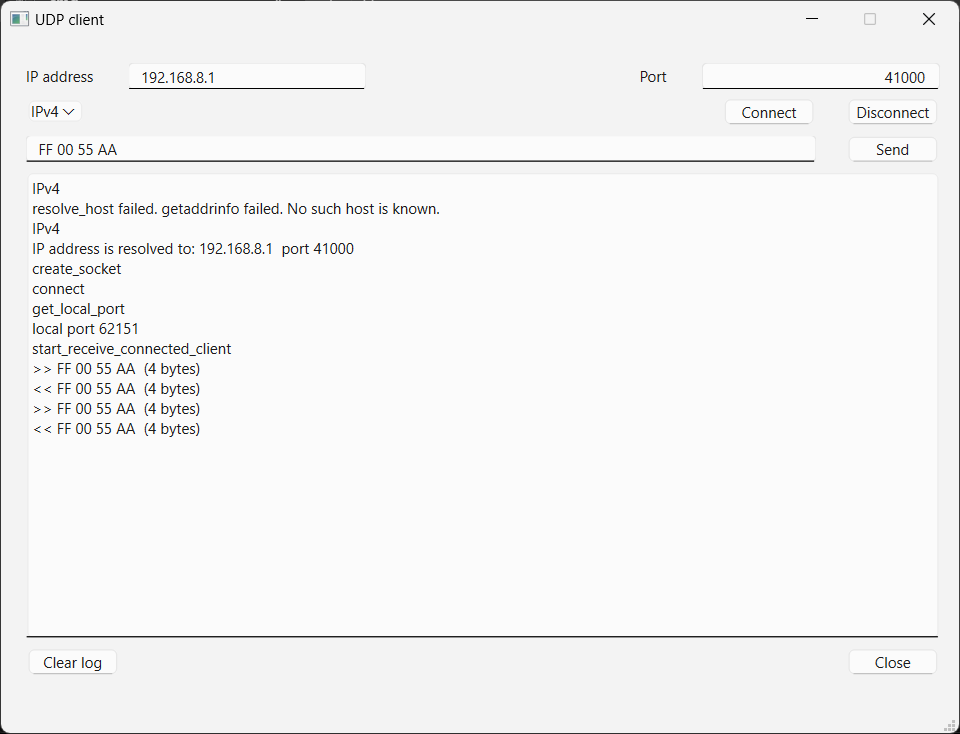 UDP client
IP address 192.168.8.1 Port 41000
IPv4 Connect Disconnect
FF 00 55 AA Send
IPv4
resolve_host failed. getaddrinfo failed. No such host is known.
IPv4
IP address is resolved to: 192.168.8.1  port 41000
create_socket
connect
get_local_port
local port 62151
start_receive_connected_client
>> FF 00 55 AA  (4 bytes)
<< FF 00 55 AA  (4 bytes)
>> FF 00 55 AA  (4 bytes)
<< FF 00 55 AA  (4 bytes)
Clear log Close